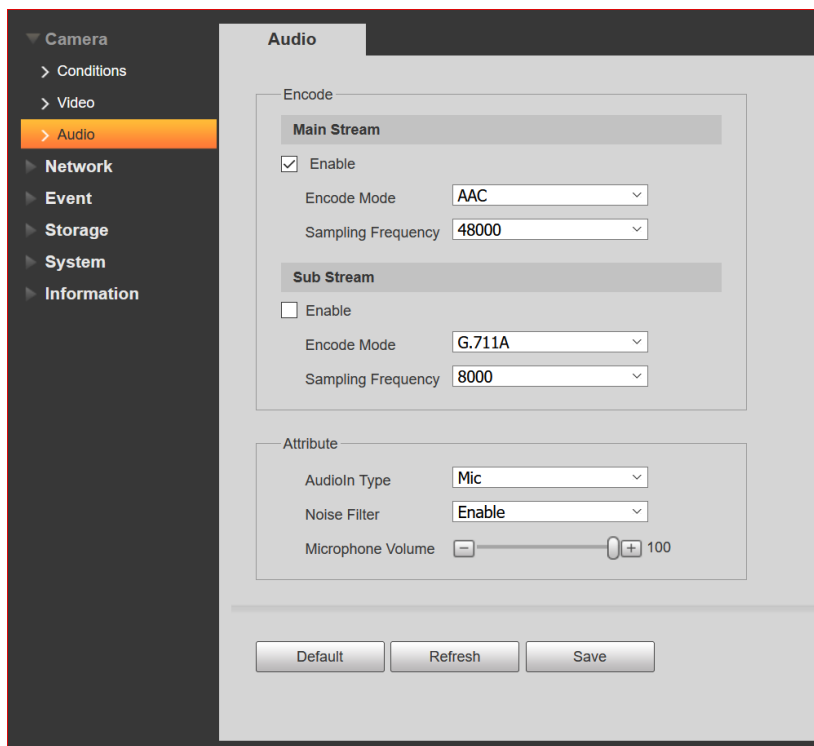 Camera
Conditions
Video
Audio
Network
Event
Storage
System
Information
Audio
Encode
Main Stream
Enable
Encode Mode AAC
Sampling Frequency 48000
Sub Stream
Enable
Encode Mode G.711A
Sampling Frequency 8000
Attribute
AudioIn Type Mic
Noise Filter Enable
Microphone Volume 100
Default Refresh Save